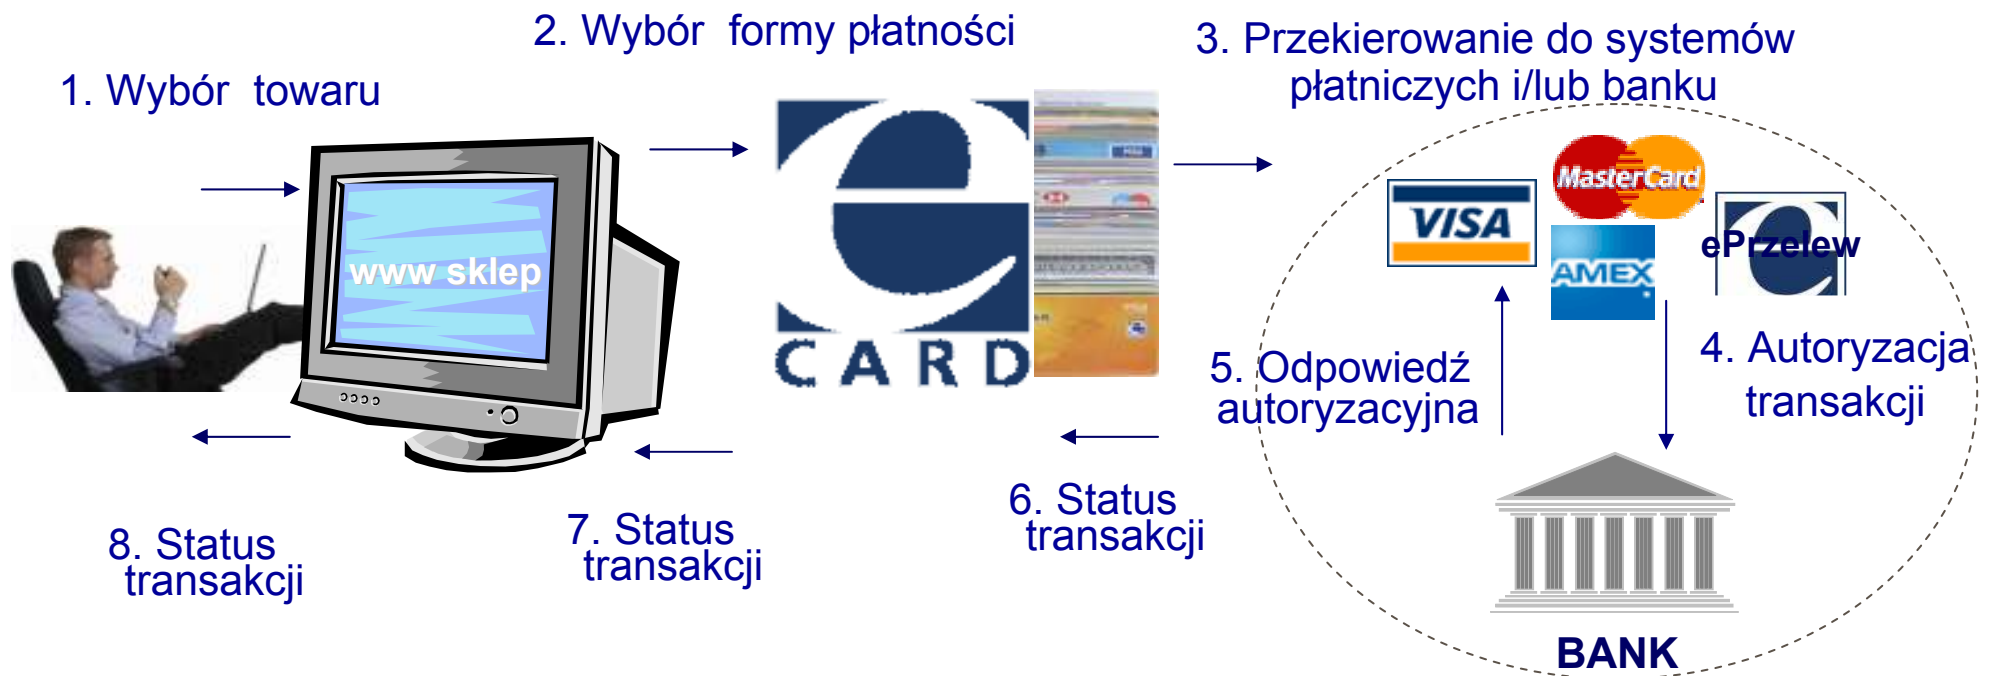 2. Wybór formy płatności
3. Przekierowanie do systemów
płatniczych i/lub banku
1. Wybór towaru
www sklep
e
CARD
VISA
MasterCard
AMEX
ePrzelew
4. Autoryzacja
transakcji
5. Odpowiedź
autoryzacyjna
6. Status
transakcji
7. Status
transakcji
8. Status
transakcji
BANK